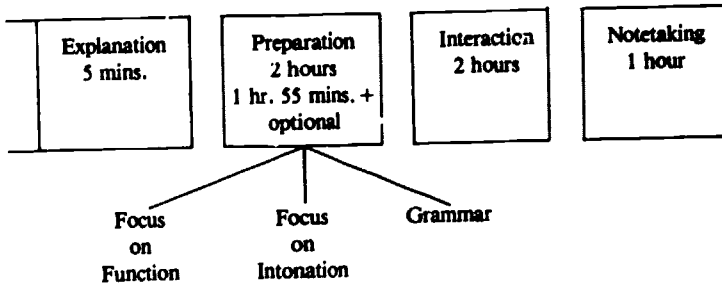 Explanation
5 mins.
Preparation
2 hours
1 hr. 55 mins. +
optional
Interaction
2 hours
Notetaking
1 hour
Focus
on
Function
Focus
on
Intonation
Grammar